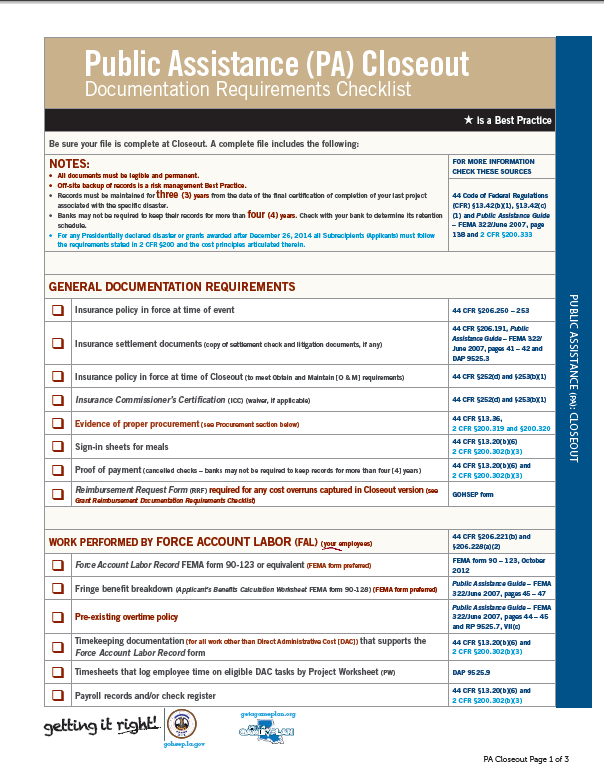 Public Assistance (PA) Closeout
Documentation Requirements Checklist
★ is a Best Practice
Be sure your file is complete at Closeout. A complete file includes the following:
NOTES:
• All documents must be legible and permanent.
• Off-site backup of records is a risk management Best Practice.
• Records must be maintained for three (3) years from the date of the final certification of completion of your last project
associated with the specific disaster.
• Banks may not be required to keep their records for more than four (4) years. Check with your bank to determine its retention
schedule.
• For any Presidentially declared disaster or grants awarded after December 26, 2014 all Subrecipients (Applicants) must follow
the requirements stated in 2 CFR §200 and the cost principles articulated therein.
FOR MORE INFORMATION
CHECK THESE SOURCES
44 Code of Federal Regulations
(CFR) §13.42(b)(1), §13.42(c)
(1) and Public Assistance Guide
– FEMA 322/June 2007, page
138 and 2 CFR §200.333
GENERAL DOCUMENTATION REQUIREMENTS
Insurance policy in force at time of event
44 CFR §206.250 – 253
Insurance settlement documents (copy of settlement check and litigation documents, if any)
44 CFR §206.191, Public
Assistance Guide – FEMA 322/
June 2007, pages 41 – 42 and
DAP 9525.3
Insurance policy in force at time of Closeout (to meet Obtain and Maintain [O & M] requirements)
44 CFR §252(d) and §253(b)(1)
Insurance Commissioner's Certification (ICC) (waiver, if applicable)
44 CFR §252(d) and §253(b)(1)
Evidence of proper procurement (see Procurement section below)
44 CFR §13.36,
2 CFR §200.319 and §200.320
Sign-in sheets for meals
44 CFR §13.20(b)(6)
2 CFR §200.302(b)(3)
Proof of payment (cancelled checks – banks may not be required to keep records for more than four [4] years)
44 CFR §13.20(b)(6) and
2 CFR §200.302(b)(3)
Reimbursement Request Form (RRF) required for any cost overruns captured in Closeout version (see
Grant Reimbursement Documentation Requirements Checklist)
GOHSEP form
WORK PERFORMED BY FORCE ACCOUNT LABOR (FAL) (your employees)
44 CFR §206.221(b) and
§206.228(a)(2)
Force Account Labor Record FEMA form 90-123 or equivalent (FEMA form preferred)
FEMA form 90 – 123, October
2012
Fringe benefit breakdown (Applicant's Benefits Calculation Worksheet FEMA form 90-128) (FEMA form preferred)
Public Assistance Guide – FEMA
322/June 2007, pages 45 – 47
Pre-existing overtime policy
Public Assistance Guide – FEMA
322/June 2007, pages 44 – 45
and RP 9525.7, VII(c)
Timekeeping documentation (for all work other than Direct Administrative Cost [DAC]) that supports the
Force Account Labor Record form
44 CFR §13.20(b)(6) and
2 CFR §200.302(b)(3)
Timesheets that log employee time on eligible DAC tasks by Project Worksheet (PW)
DAP 9525.9
Payroll records and/or check register
44 CFR §13.20(b)(6) and
2 CFR §200.302(b)(3)
PUBLIC ASSISTANCE (PA): CLOSEOUT
getting it right!
gohsep.la.gov
getagameplan.org
GET A
GAME PLAN
PA Closeout Page 1 of 3